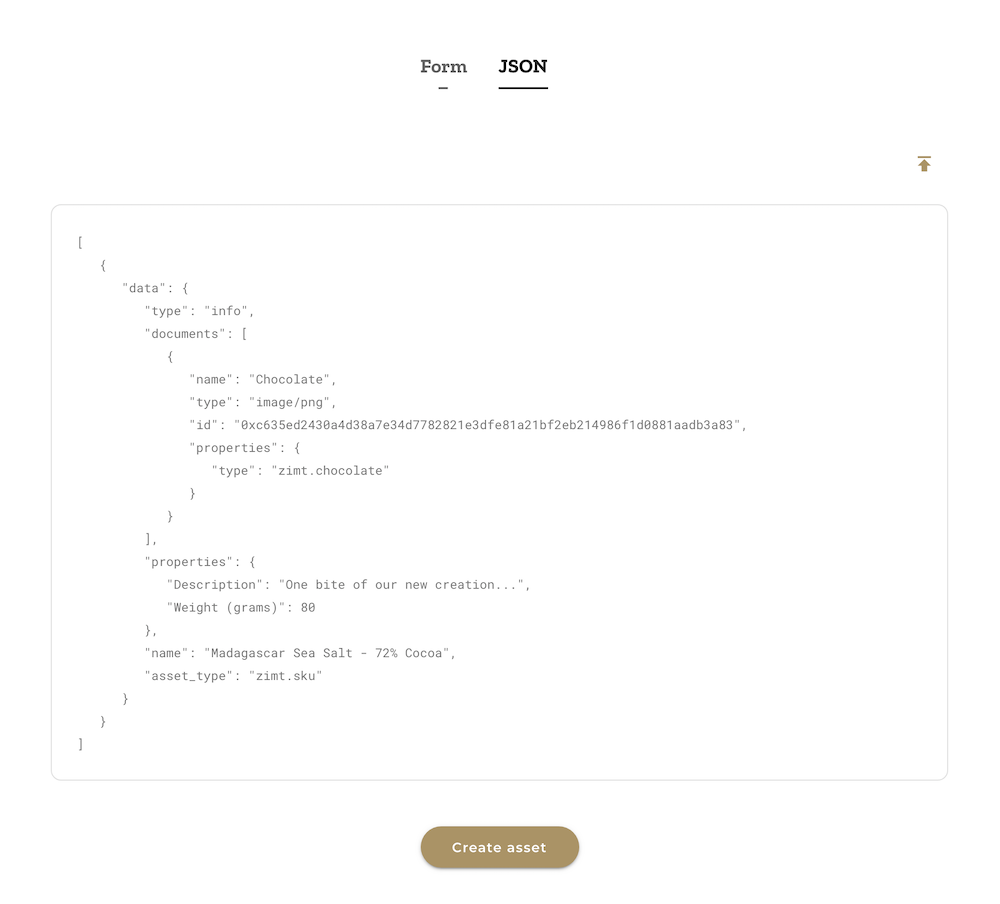 Form JSON
[
{
"data": {
"type": "info",
"documents": [
{
"name": "Chocolate",
"type": "image/png",
"id": "0xc635ed2430a4d38a7e34d7782821e3dfe81a21bf2eb214986f1d0881aadb3a83",
"properties": {
"type": "zimt.chocolate"
}
}
],
"properties": {
"Description": "One bite of our new creation...",
"Weight (grams)": 80
},
"name": "Madagascar Sea Salt - 72% Cocoa",
"asset_type": "zimt.sku"
}
}
]
Create asset